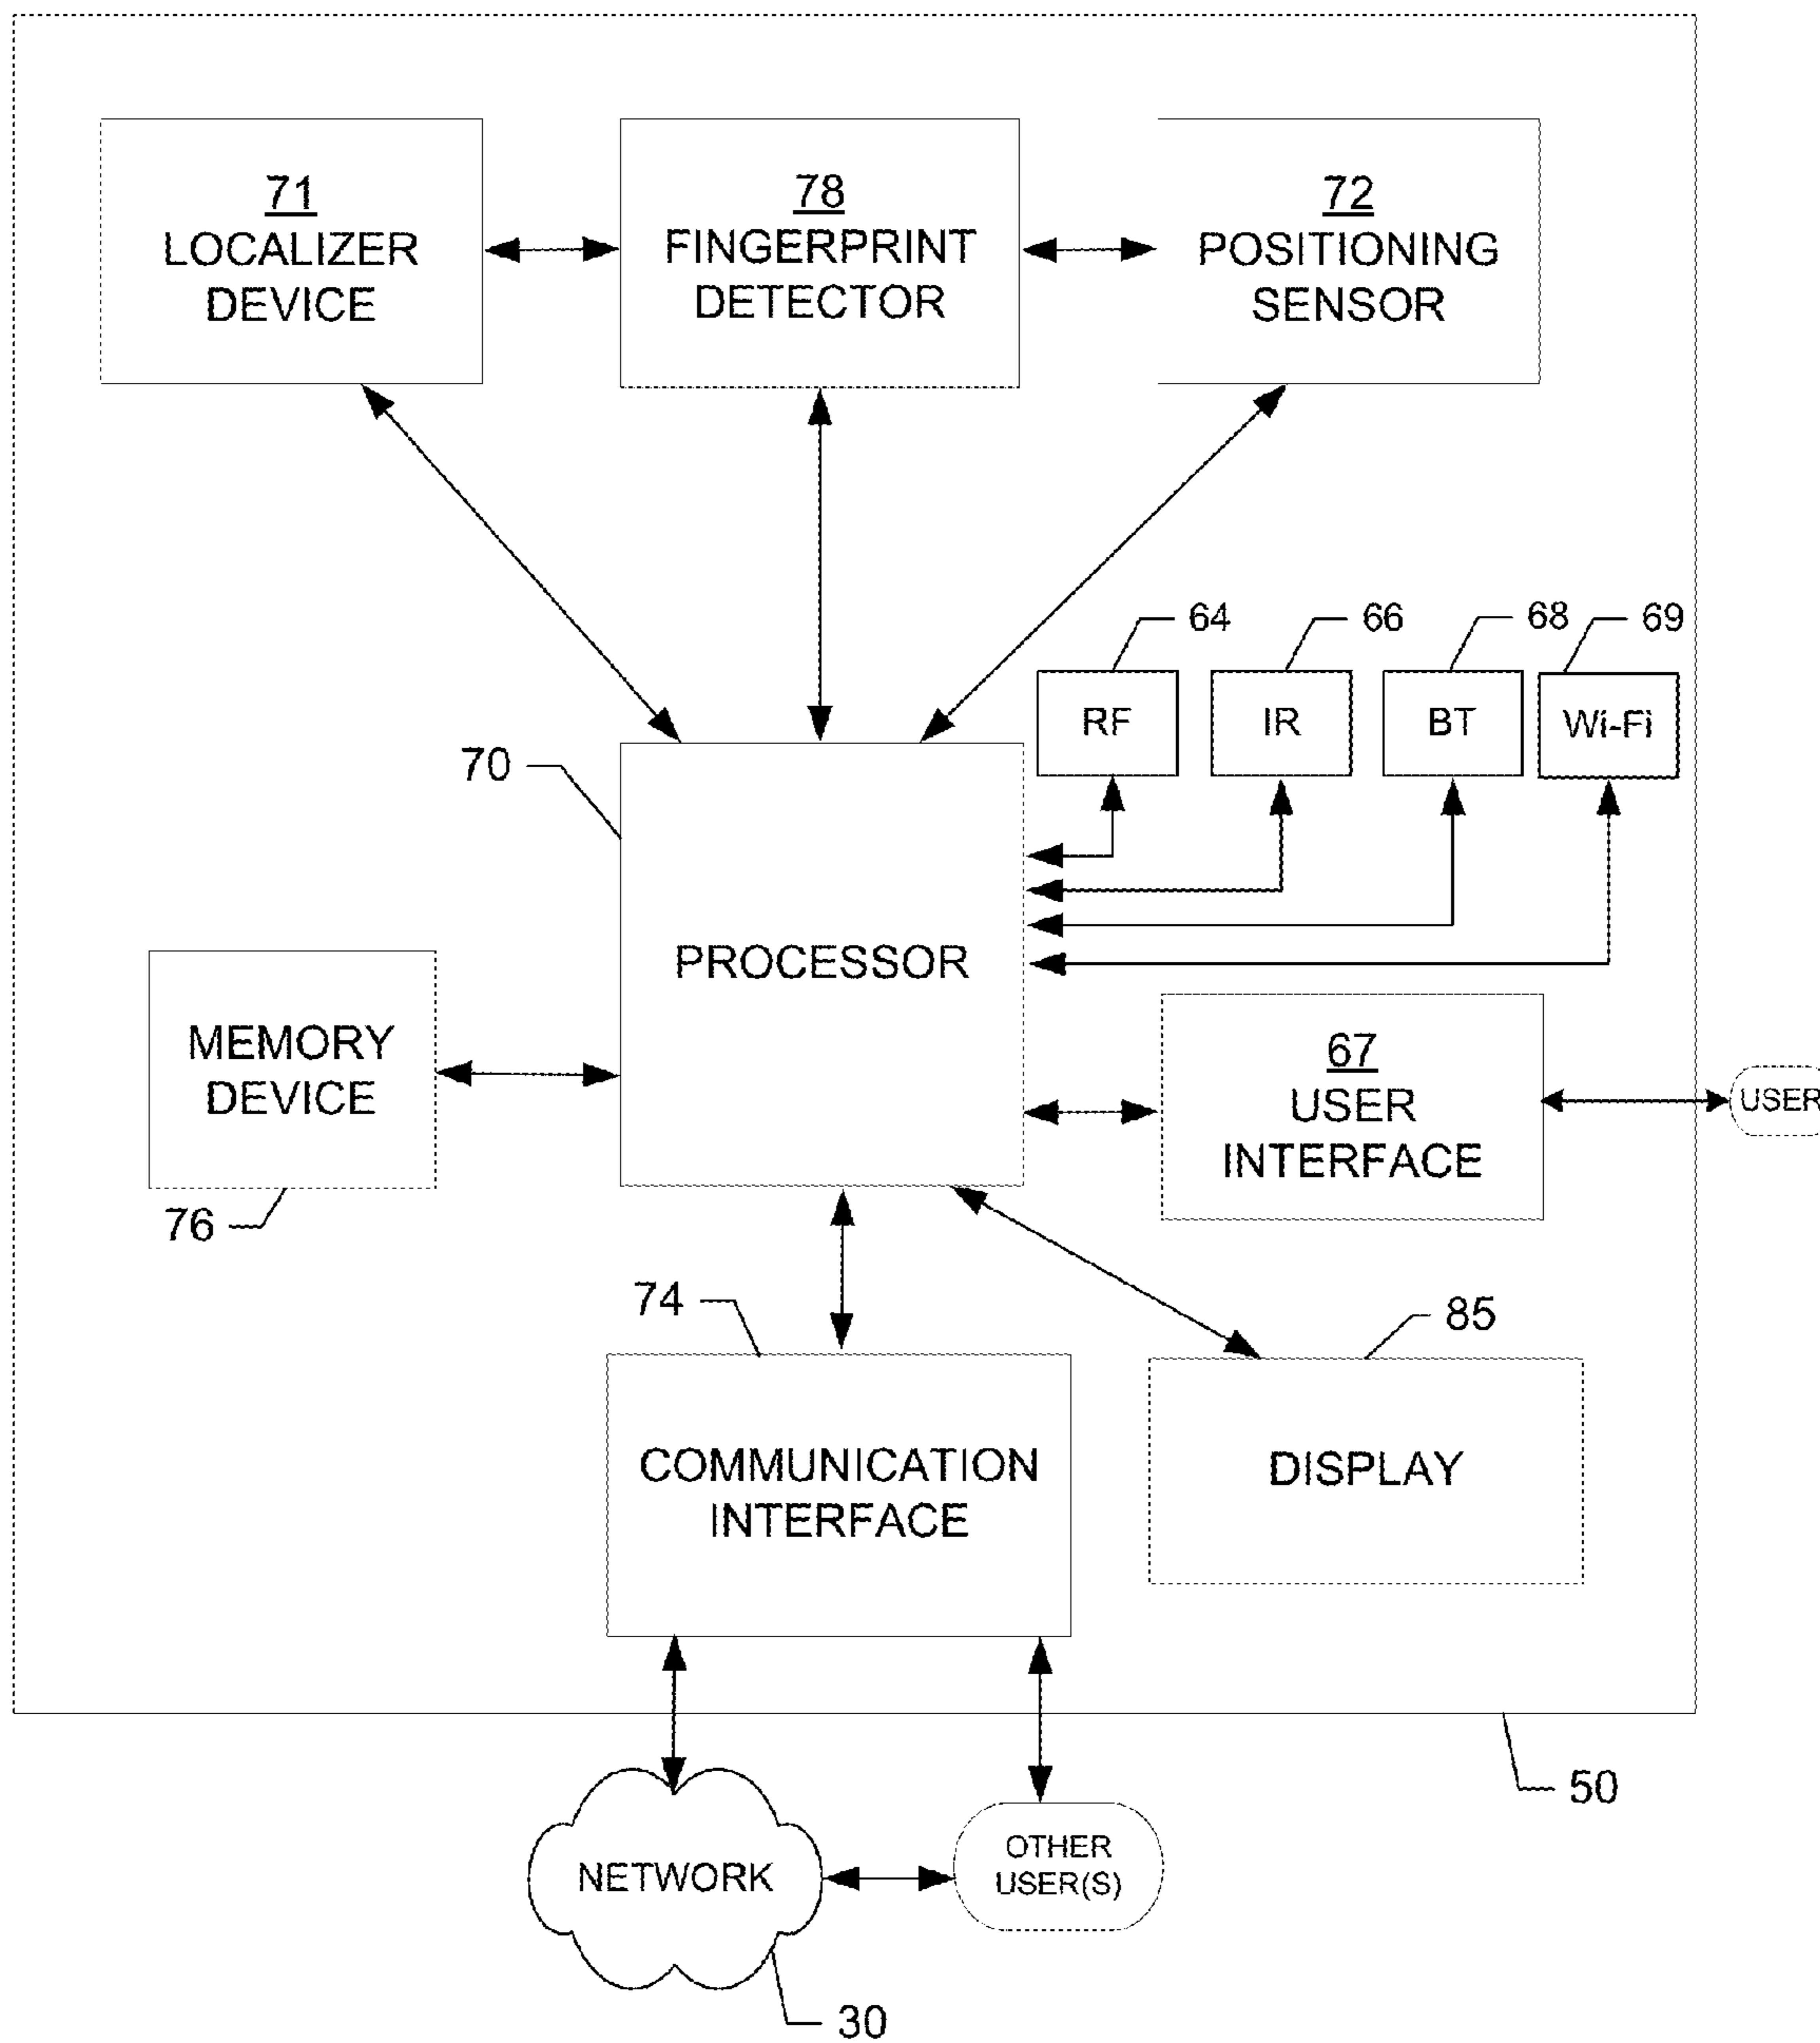 71
LOCALIZER
DEVICE
78
FINGERPRINT
DETECTOR
72
POSITIONING
SENSOR
64
66
68
69
RF
IR
BT
Wi-Fi
70
PROCESSOR
MEMORY
DEVICE
76
67
USER
INTERFACE
USER
74
85
COMMUNICATION
INTERFACE
DISPLAY
50
NETWORK
OTHER
USER(S)
30